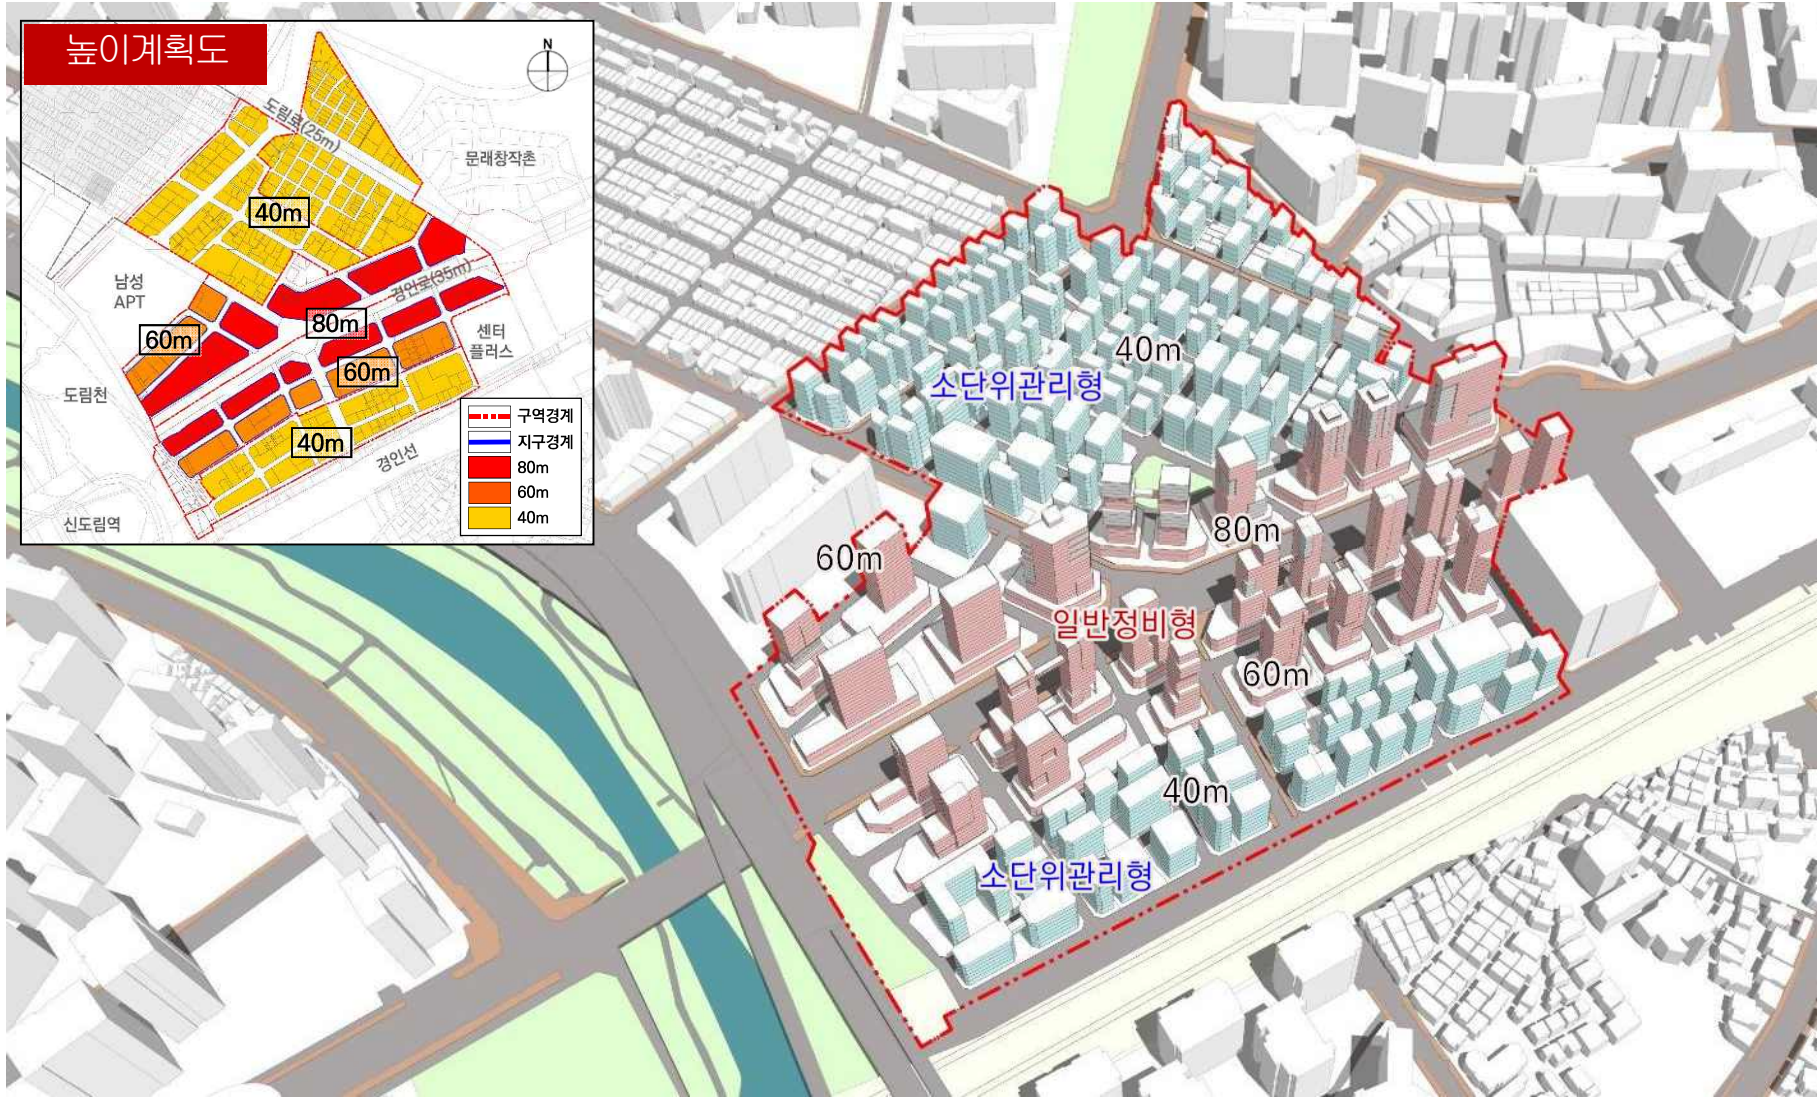 높이계획도
N
도림로(25m)
문래창작촌
40m
남성
APT
경인로(35m)
80m
60m
센터
플러스
60m
도림천
40m
경인선
신도림역
구역경계
지구경계
80m
60m
40m
40m
소단위관리형
80m
60m
일반정비형
60m
40m
소단위관리형